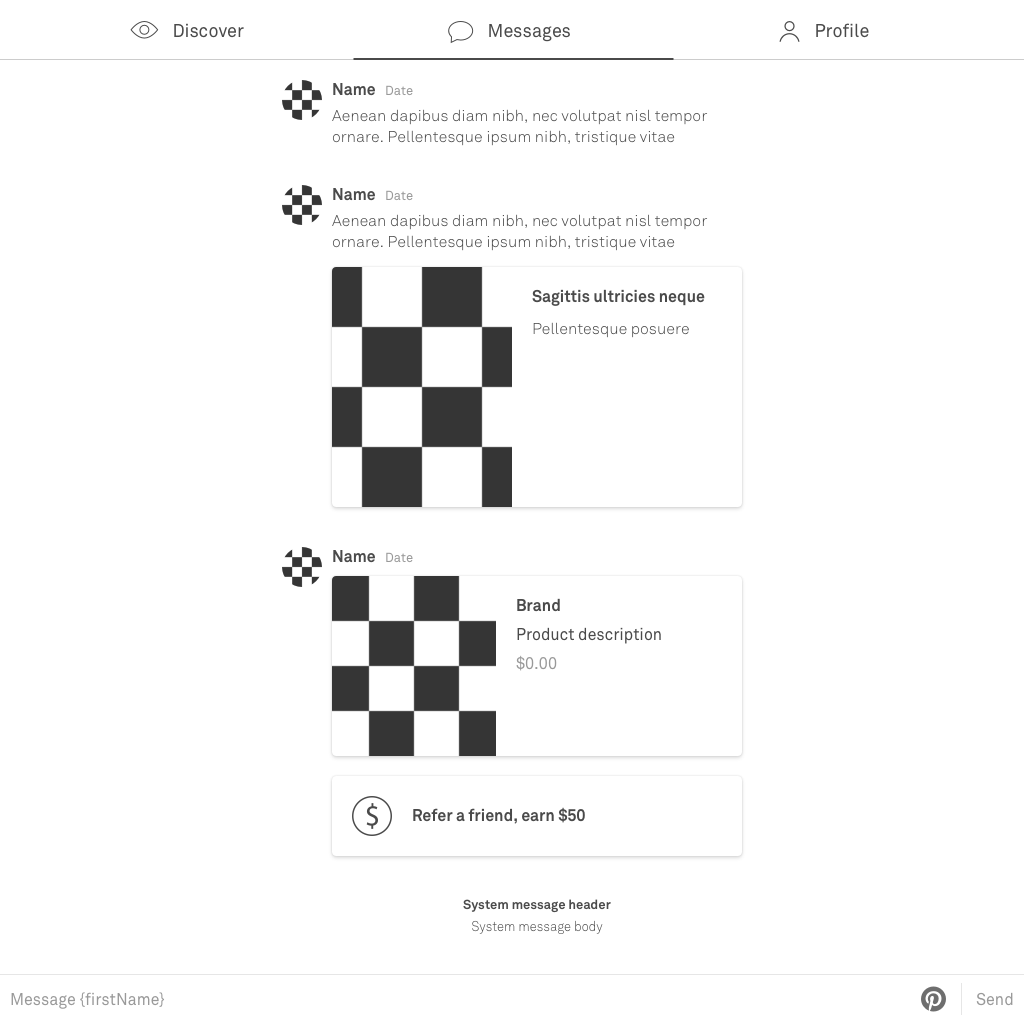 Discover
Messages
Profile
Name Date
Aenean dapibus diam nibh, nec volutpat nisl tempor
ornare. Pellentesque ipsum nibh, tristique vitae
Name Date
Aenean dapibus diam nibh, nec volutpat nisl tempor
ornare. Pellentesque ipsum nibh, tristique vitae
Sagittis ultricies neque
Pellentesque posuere
Name Date
Brand
Product description
$0.00
$
Refer a friend, earn $50
System message header
System message body
Message {firstName}
Send